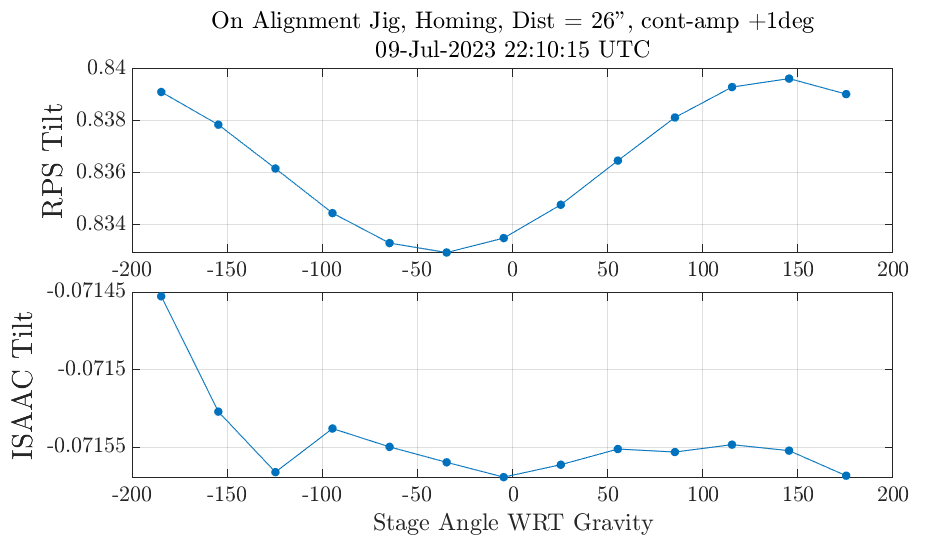 On Alignment Jig, Homing, Dist = 26", cont-amp +1deg
09-Jul-2023 22:10:15 UTC
0.84
0.838
0.836
0.834
RPS Tilt
-200 -150 -100 -50 0 50 100 150 200
-0.07145
-0.0715
-0.07155
ISAAC Tilt
-200 -150 -100 -50 0 50 100 150 200
Stage Angle WRT Gravity